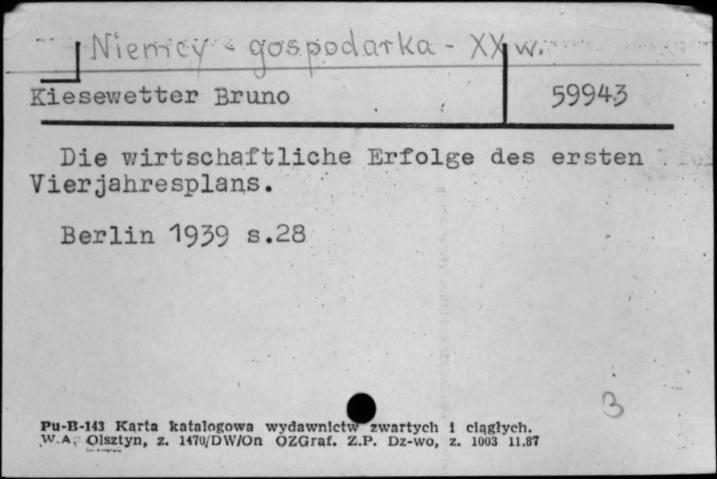 Niemcy - gospodarka - XX w.
Kiesewetter Bruno 59943
Die wirtschaftliche Erfolge des ersten
Vierjahresplans.
Berlin 1939 s.28
3
Pu-B-143 Karta katalogowa wydawnictw zwartych i ciągłych.
W.A. Olsztyn, z. 1470/DW/On OZGraf. Z.P. Dz-wo, z. 1003 11.87